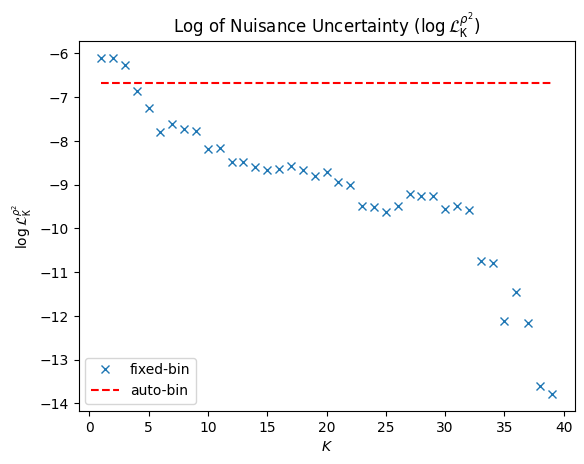 Log of Nuisance Uncertainty (log ℒ_K^{ρ²})
log ℒ_K^{ρ²}
−6
−7
−8
−9
−10
−11
−12
−13
−14
fixed-bin
auto-bin
0 5 10 15 20 25 30 35 40
K